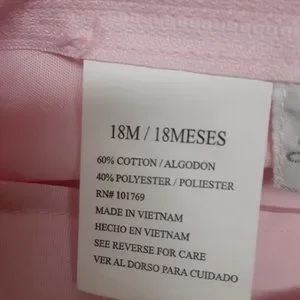 18M / 18MESES
60% COTTON / ALGODON
40% POLYESTER / POLIESTER
RN# 101769
MADE IN VIETNAM
HECHO EN VIETNAM
SEE REVERSE FOR CARE
VER AL DORSO PARA CUIDADO